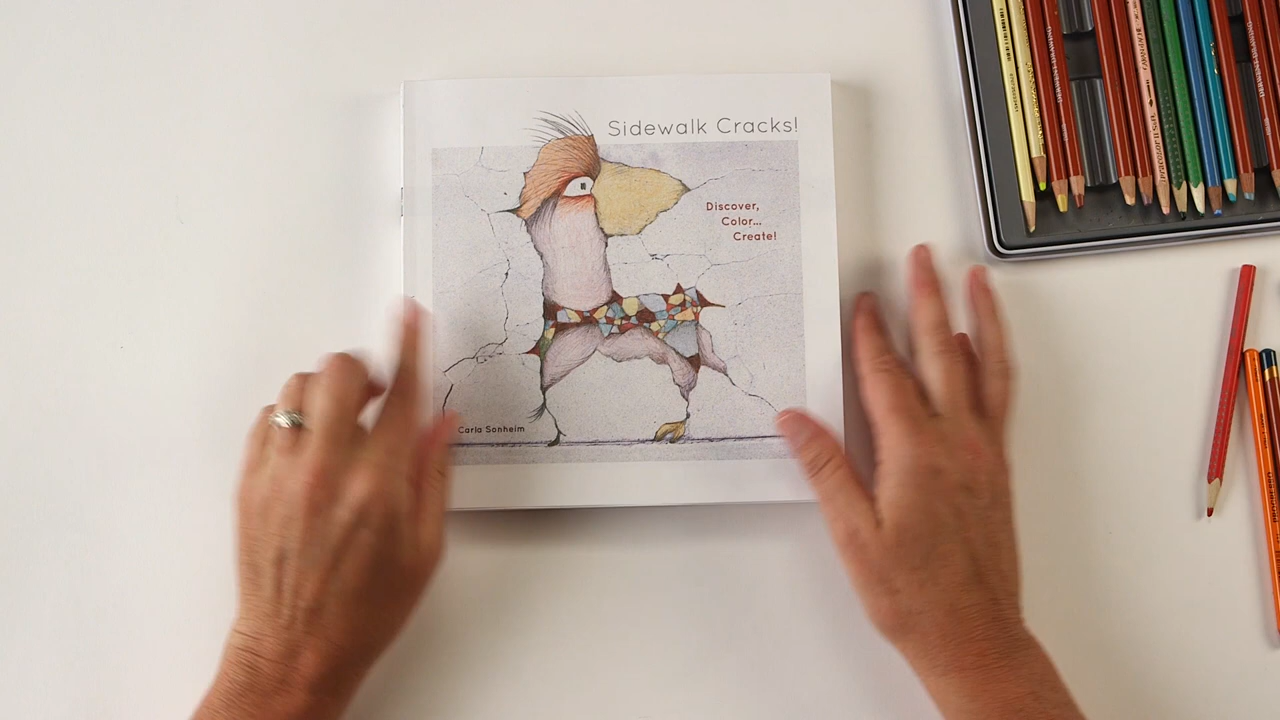 Sidewalk Cracks!
Discover,
Color...
Create!
Carla Sonheim